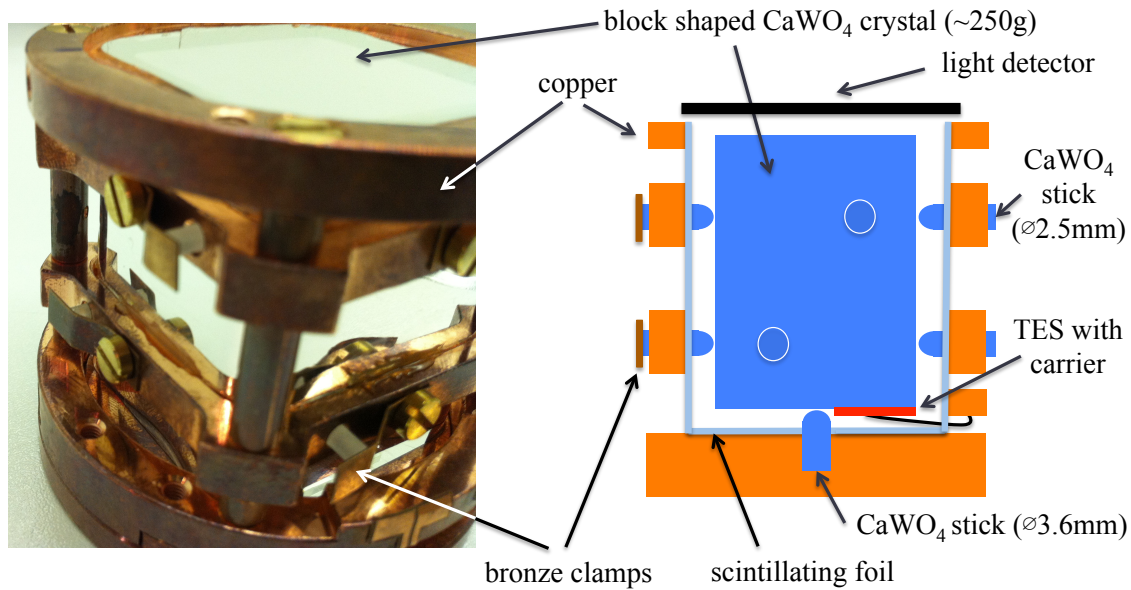 block shaped CaWO₄ crystal (~250g)
light detector
copper
CaWO₄
stick
(⌀2.5mm)
TES with
carrier
CaWO₄ stick (⌀3.6mm)
bronze clamps
scintillating foil